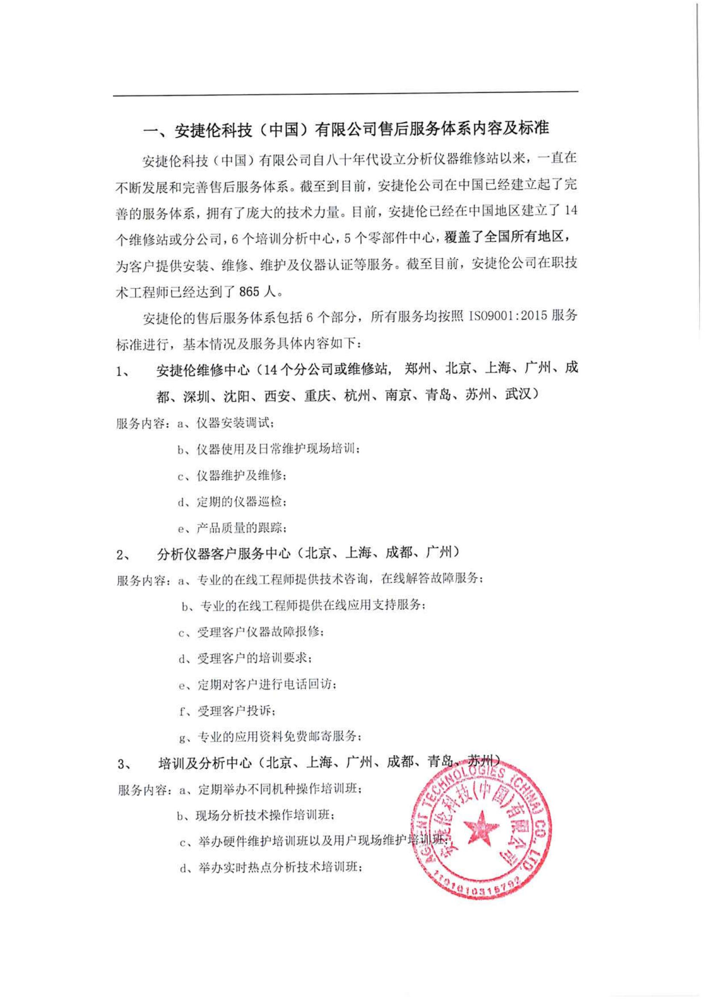 一、安捷伦科技（中国）有限公司售后服务体系内容及标准
安捷伦科技（中国）有限公司自八十年代设立分析仪器维修站以来，一直在
不断发展和完善售后服务体系。截至到目前，安捷伦公司在中国已经建立起了完
善的服务体系，拥有了庞大的技术力量。目前，安捷伦已经在中国地区建立了 14
个维修站或分公司，6 个培训分析中心，5 个零部件中心，覆盖了全国所有地区，
为客户提供安装、维修、维护及仪器认证等服务。截至目前，安捷伦公司在职技
术工程师已经达到了 865 人。
安捷伦的售后服务体系包括 6 个部分，所有服务均按照 ISO9001:2015 服务
标准进行，基本情况及服务具体内容如下：
1、 安捷伦维修中心（14 个分公司或维修站， 郑州、北京、上海、广州、成
都、深圳、沈阳、西安、重庆、杭州、南京、青岛、苏州、武汉）
服务内容：a、仪器安装调试；
b、仪器使用及日常维护现场培训；
c、仪器维护及维修；
d、定期的仪器巡检；
e、产品质量的跟踪；
2、 分析仪器客户服务中心（北京、上海、成都、广州）
服务内容：a、专业的在线工程师提供技术咨询，在线解答故障服务；
b、专业的在线工程师提供在线应用支持服务；
c、受理客户仪器故障报修；
d、受理客户的培训要求；
e、定期对客户进行电话回访；
f、受理客户投诉；
g、专业的应用资料免费邮寄服务；
3、 培训及分析中心（北京、上海、广州、成都、青岛、苏州）
服务内容：a、定期举办不同机种操作培训班；
b、现场分析技术操作培训班；
c、举办硬件维护培训班以及用户现场维护培训班；
d、举办实时热点分析技术培训班；
AGILENT TECHNOLOGIES (CHINA) CO., LTD.
安捷伦科技(中国)有限公司
1101010315792